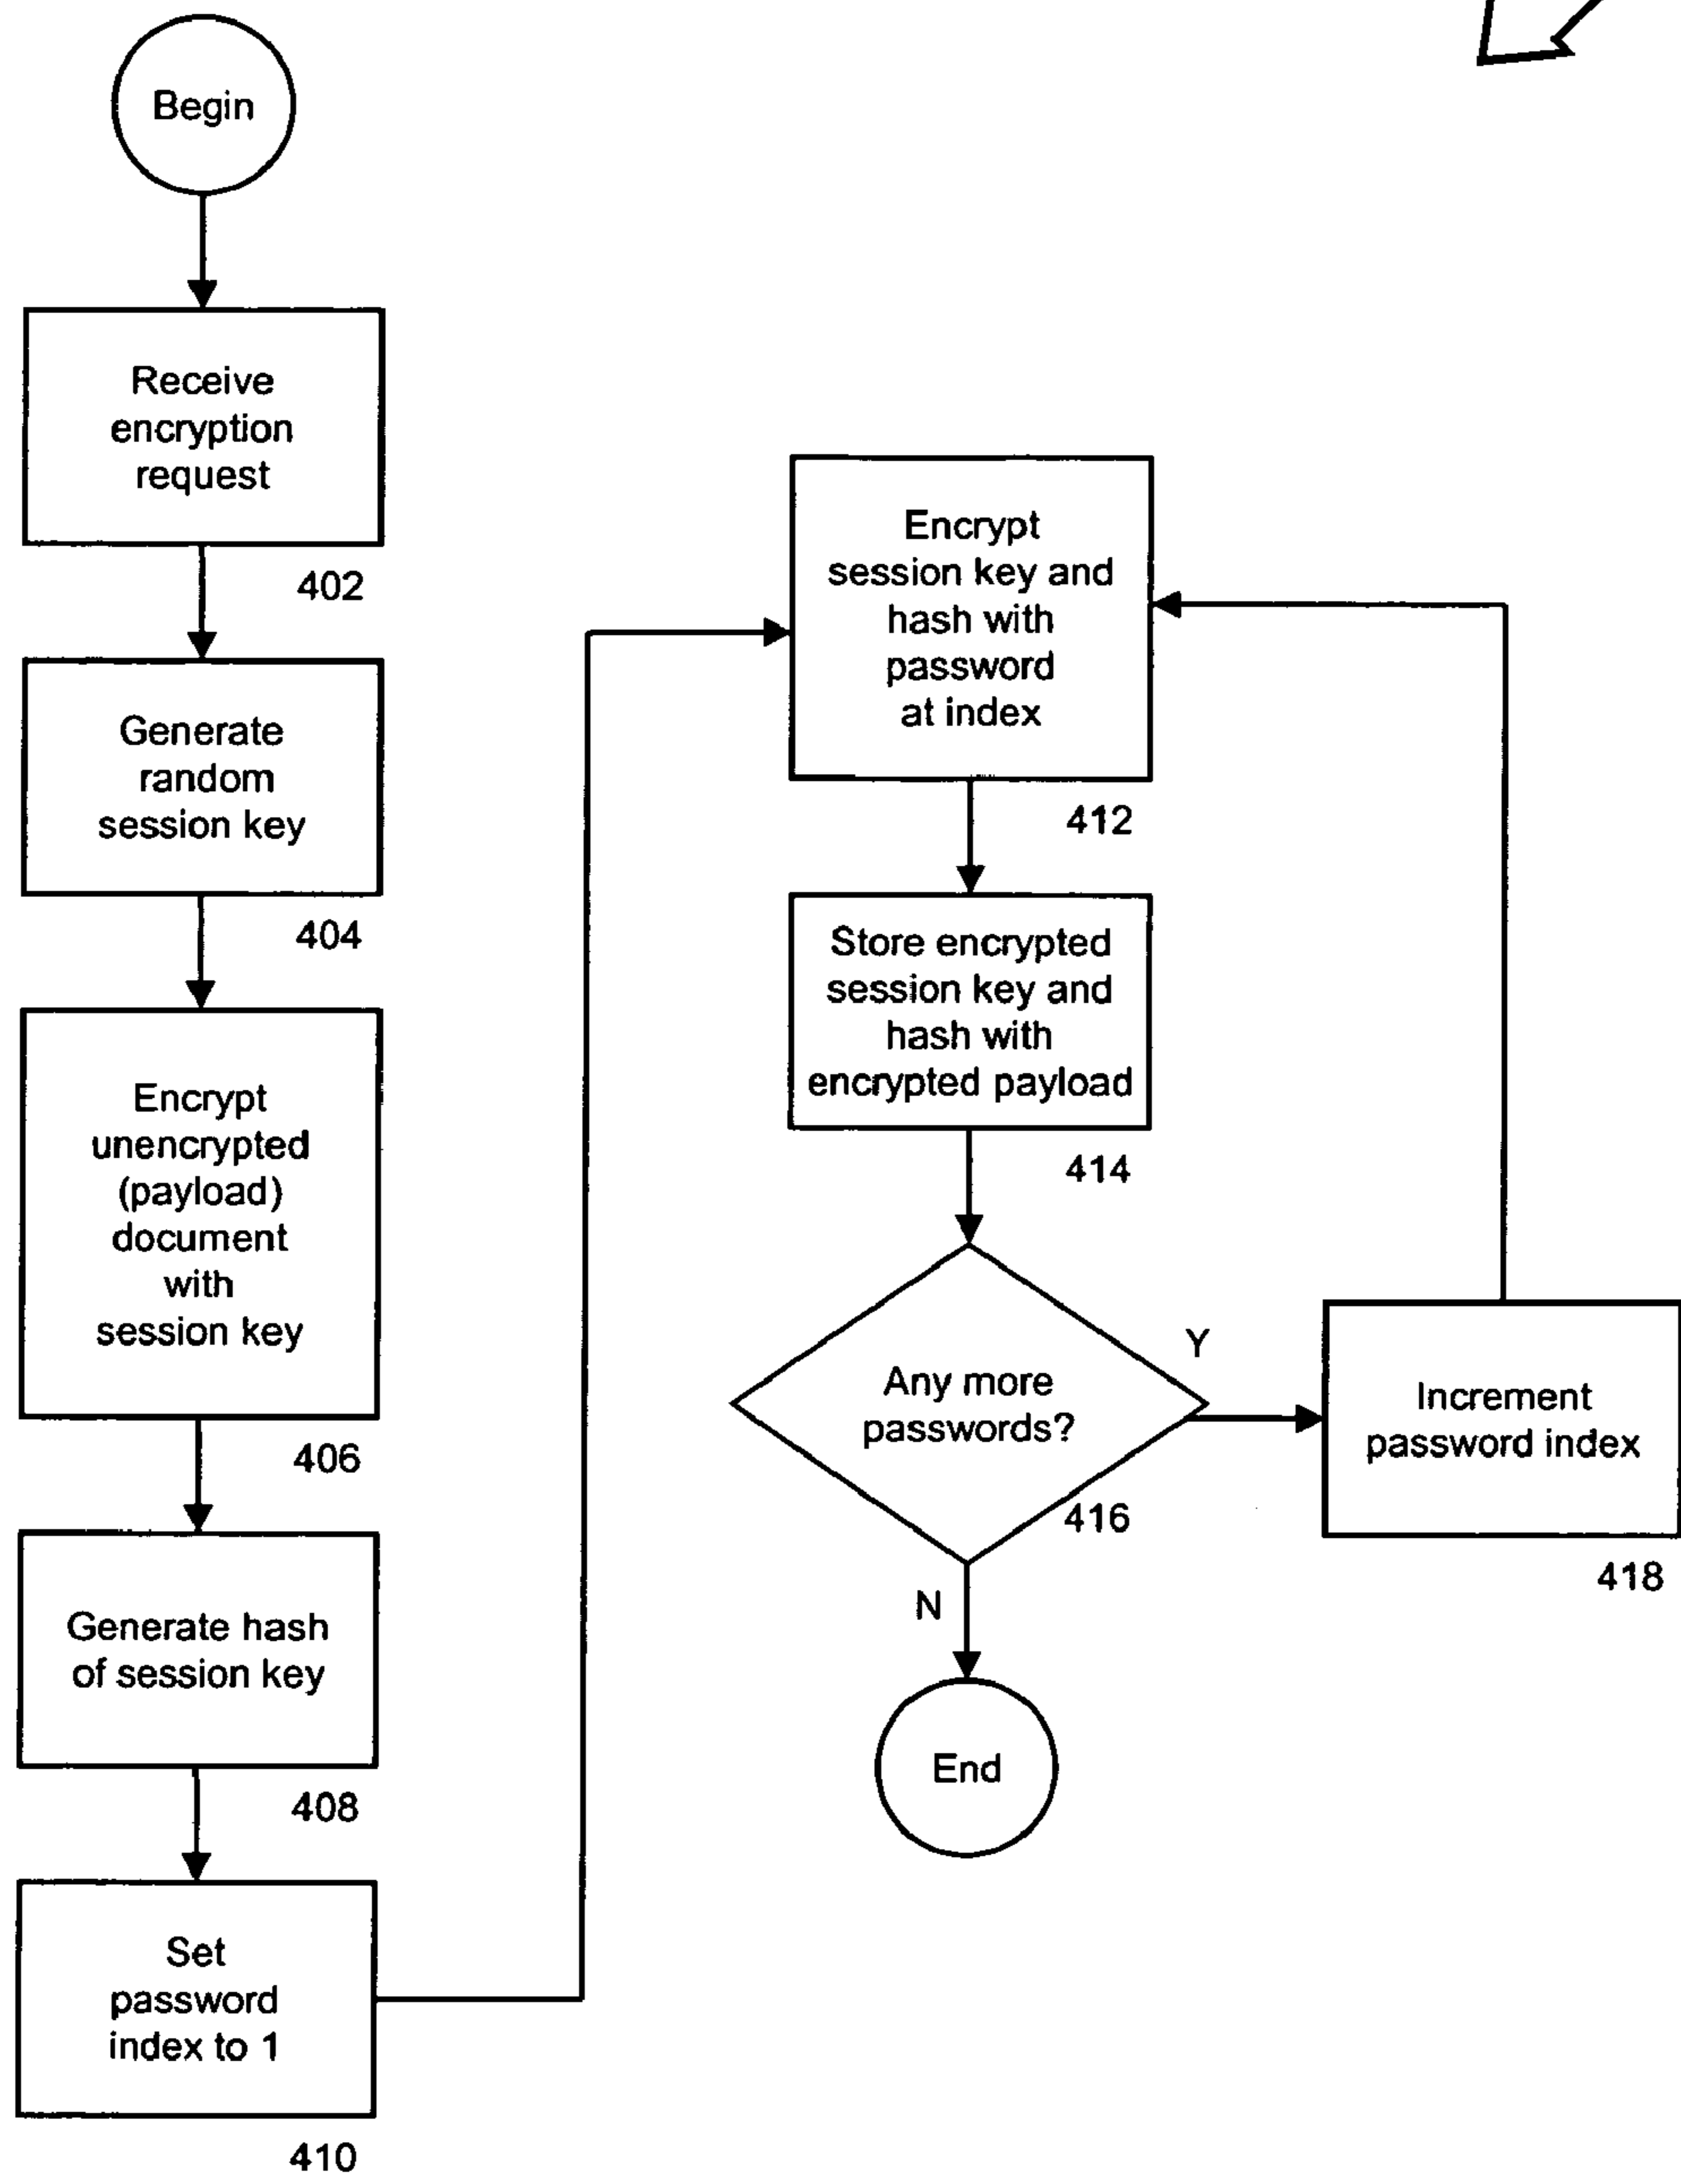 Begin
Receive
encryption
request
402
Generate
random
session key
404
Encrypt
unencrypted
(payload)
document
with
session key
406
Generate hash
of session key
408
Set
password
index to 1
410
Encrypt
session key and
hash with
password
at index
412
Store encrypted
session key and
hash with
encrypted payload
414
Any more
passwords?
416
Y
N
Increment
password index
418
End